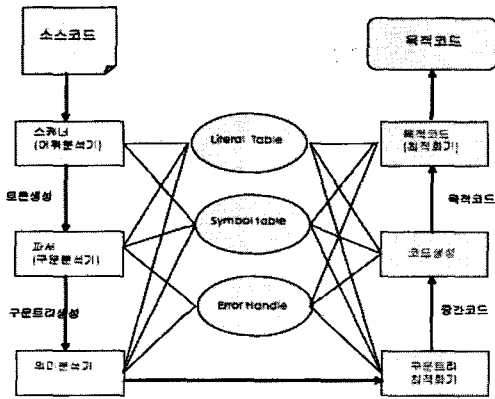 소스코드
목적코드
스캐너
(어휘분석기)
Literal Table
목적코드
(최적화기)
토큰생성
목적코드
Symbol table
파서
(구문분석기)
코드생성
Error Handle
구문트리생성
중간코드
의미분석기
구문트리
최적화기